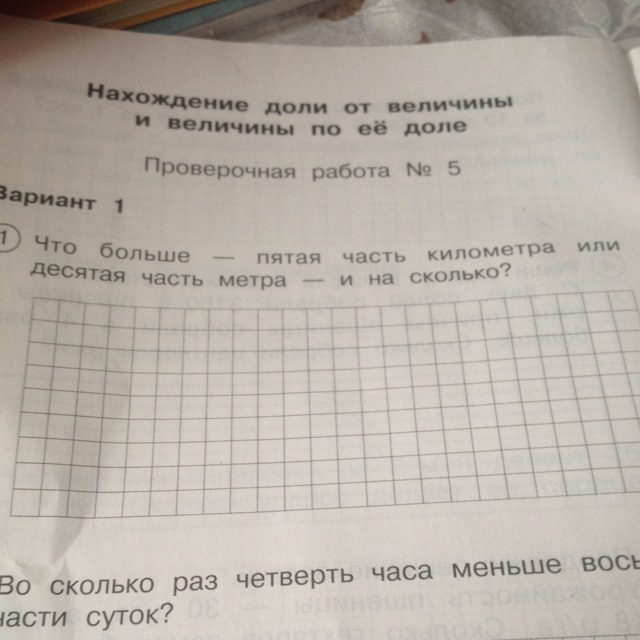 Нахождение доли от величины
и величины по её доле
Проверочная работа № 5
Вариант 1
1 Что больше — пятая часть километра или
десятая часть метра — и на сколько?
Во сколько раз четверть часа меньше вось
части суток?